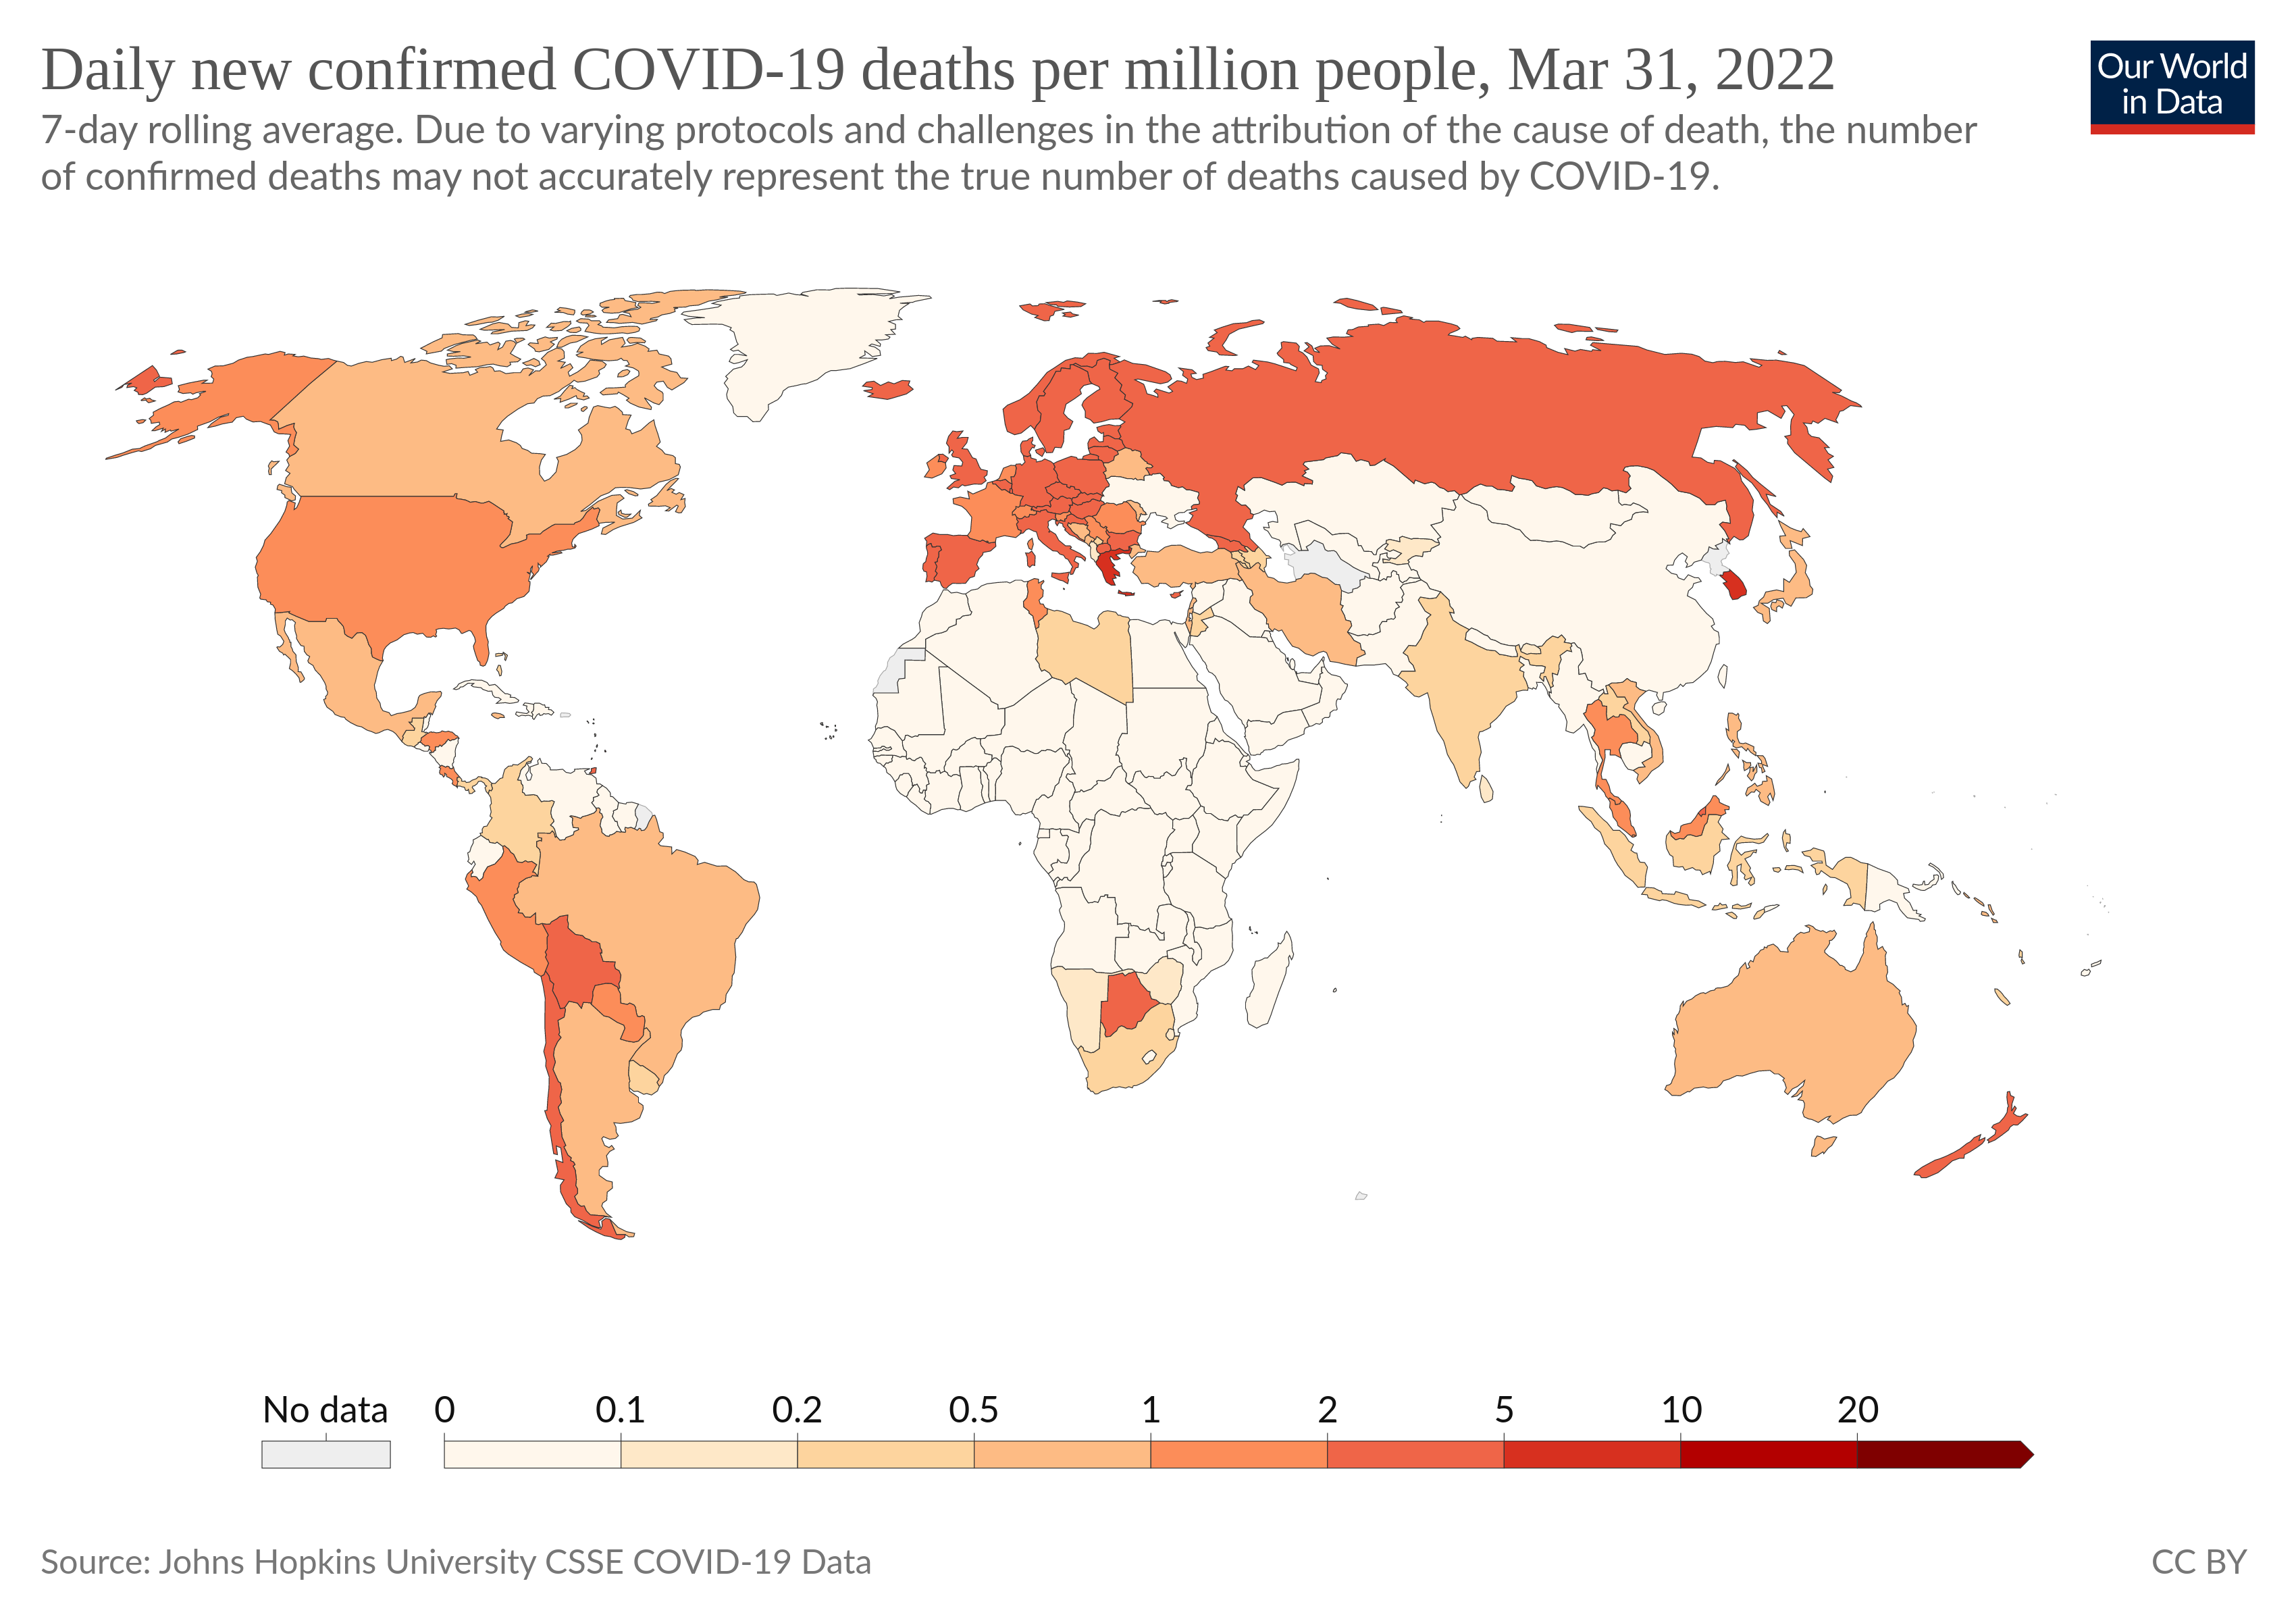 Daily new confirmed COVID-19 deaths per million people, Mar 31, 2022
Our World
in Data
7-day rolling average. Due to varying protocols and challenges in the attribution of the cause of death, the number
of confirmed deaths may not accurately represent the true number of deaths caused by COVID-19.
No data 0 0.1 0.2 0.5 1 2 5 10 20
Source: Johns Hopkins University CSSE COVID-19 Data
CC BY